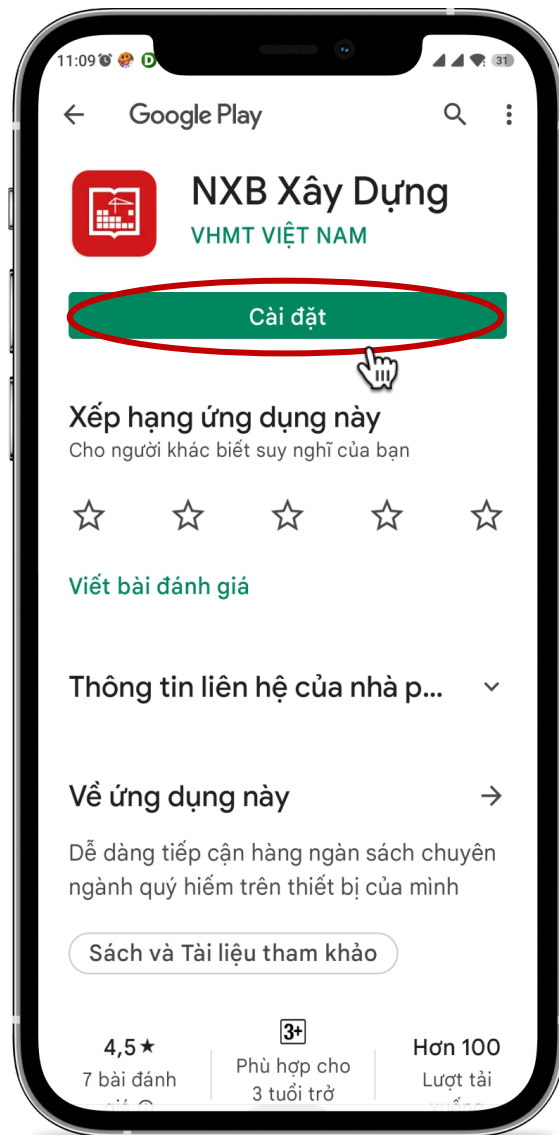 11:09
31
Google Play
NXB Xây Dựng
VHMT VIỆT NAM
Cài đặt
Xếp hạng ứng dụng này
Cho người khác biết suy nghĩ của bạn
Viết bài đánh giá
Thông tin liên hệ của nhà p...
Về ứng dụng này
Dễ dàng tiếp cận hàng ngàn sách chuyên
ngành quý hiếm trên thiết bị của mình
Sách và Tài liệu tham khảo
4,5★
7 bài đánh
giá
3+
Phù hợp cho
3 tuổi trở
Hơn 100
Lượt tải
xuống